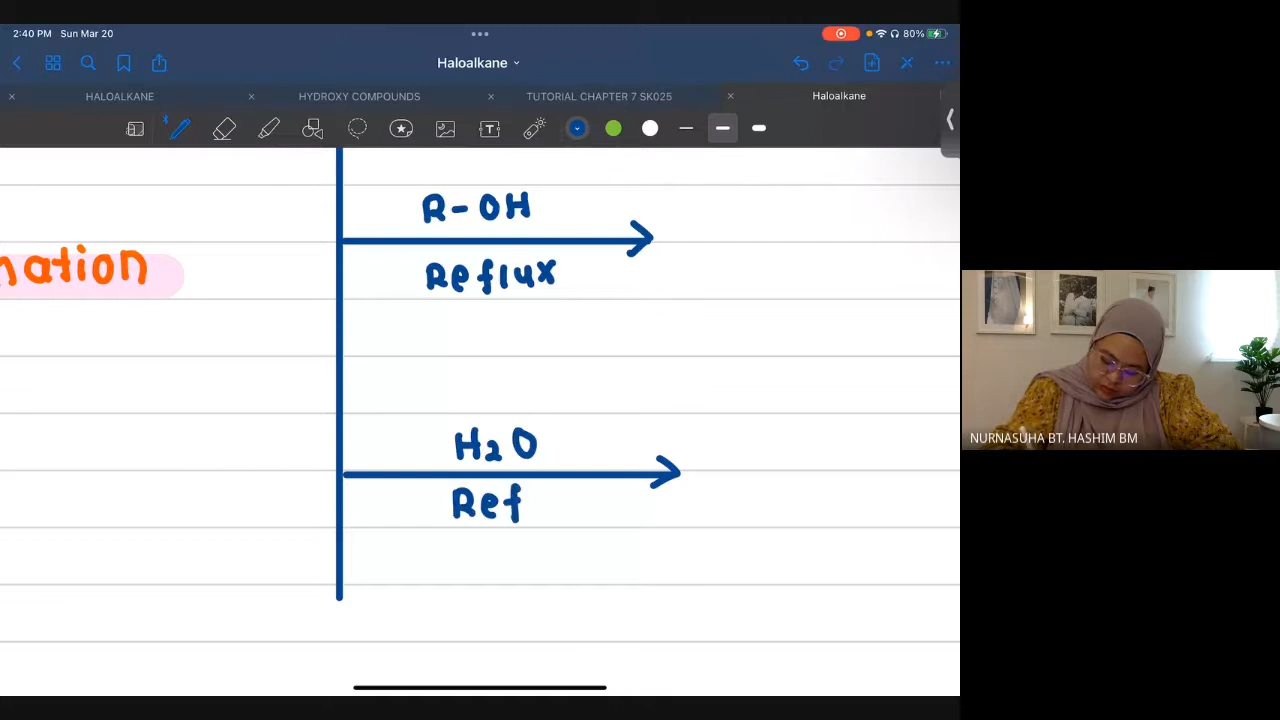 2:40 PM Sun Mar 20
80%
Haloalkane
HALOALKANE
HYDROXY COMPOUNDS
TUTORIAL CHAPTER 7 SK025
Haloalkane
R-OH
nation
Reflux
H2O
Ref
NURNASUHA BT. HASHIM BM